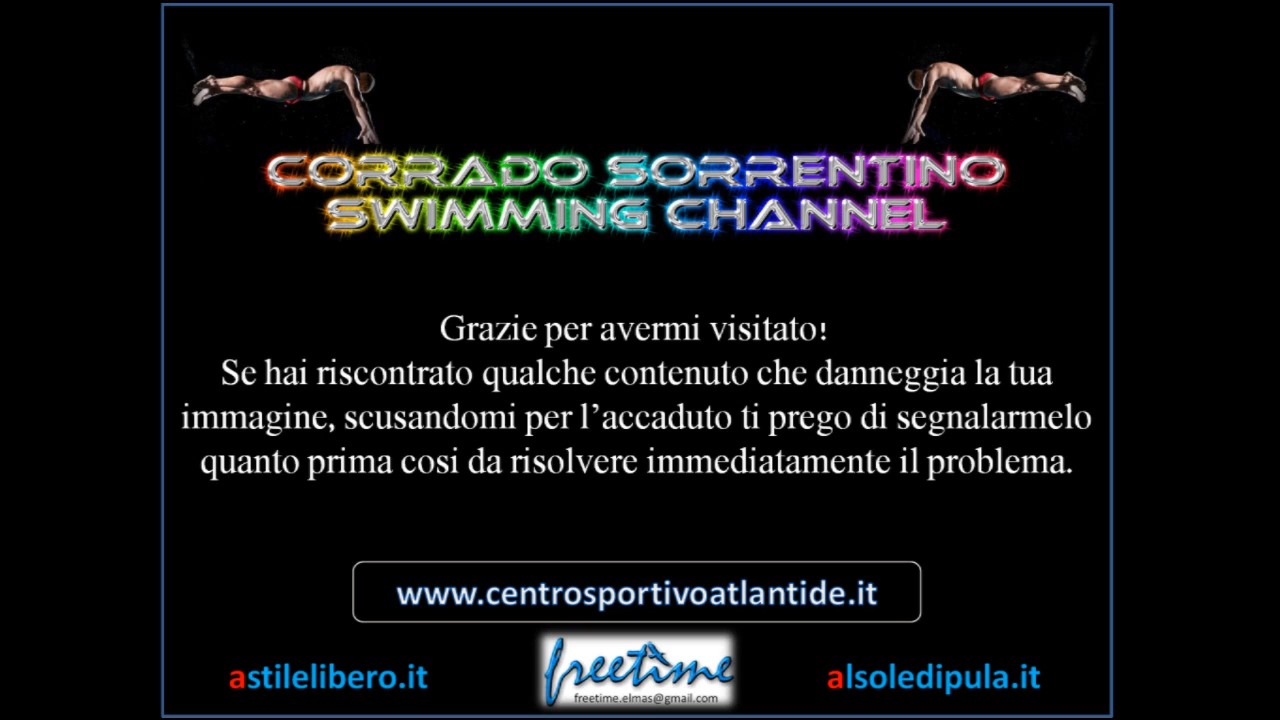 CORRADO SORRENTINO
SWIMMING CHANNEL
Grazie per avermi visitato!
Se hai riscontrato qualche contenuto che danneggia la tua
immagine, scusandomi per l’accaduto ti prego di segnalarmelo
quanto prima cosi da risolvere immediatamente il problema.
www.centrosportivoatlantide.it
astilelibero.it
freetime
freetime.elmas@gmail.com
alsoledipula.it